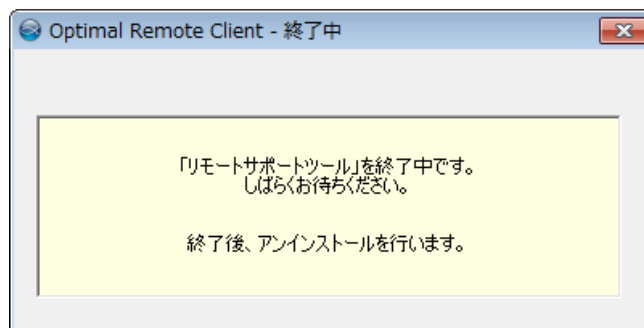 Optimal Remote Client - 終了中
「リモートサポートツール」を終了中です。
しばらくお待ちください。
終了後、アンインストールを行います。